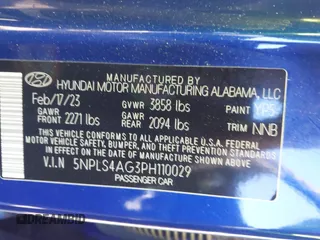 MANUFACTURED BY
HYUNDAI MOTOR MANUFACTURING ALABAMA, LLC
Feb/17/23 GVWR 3858 lbs PAINT YP5
FRONT 2271 lbs REAR 2094 lbs TRIM NNB
THIS VEHICLE CONFORMS TO ALL APPLICABLE FEDERAL
MOTOR VEHICLE SAFETY, BUMPER, AND THEFT PREVENTION
STANDARDS IN EFFECT ON THE DATE OF MANUFACTURE
SHOWN ABOVE.
V.I.N 5NPLS4AG3PH110029
PASSENGER CAR
DREAMBID